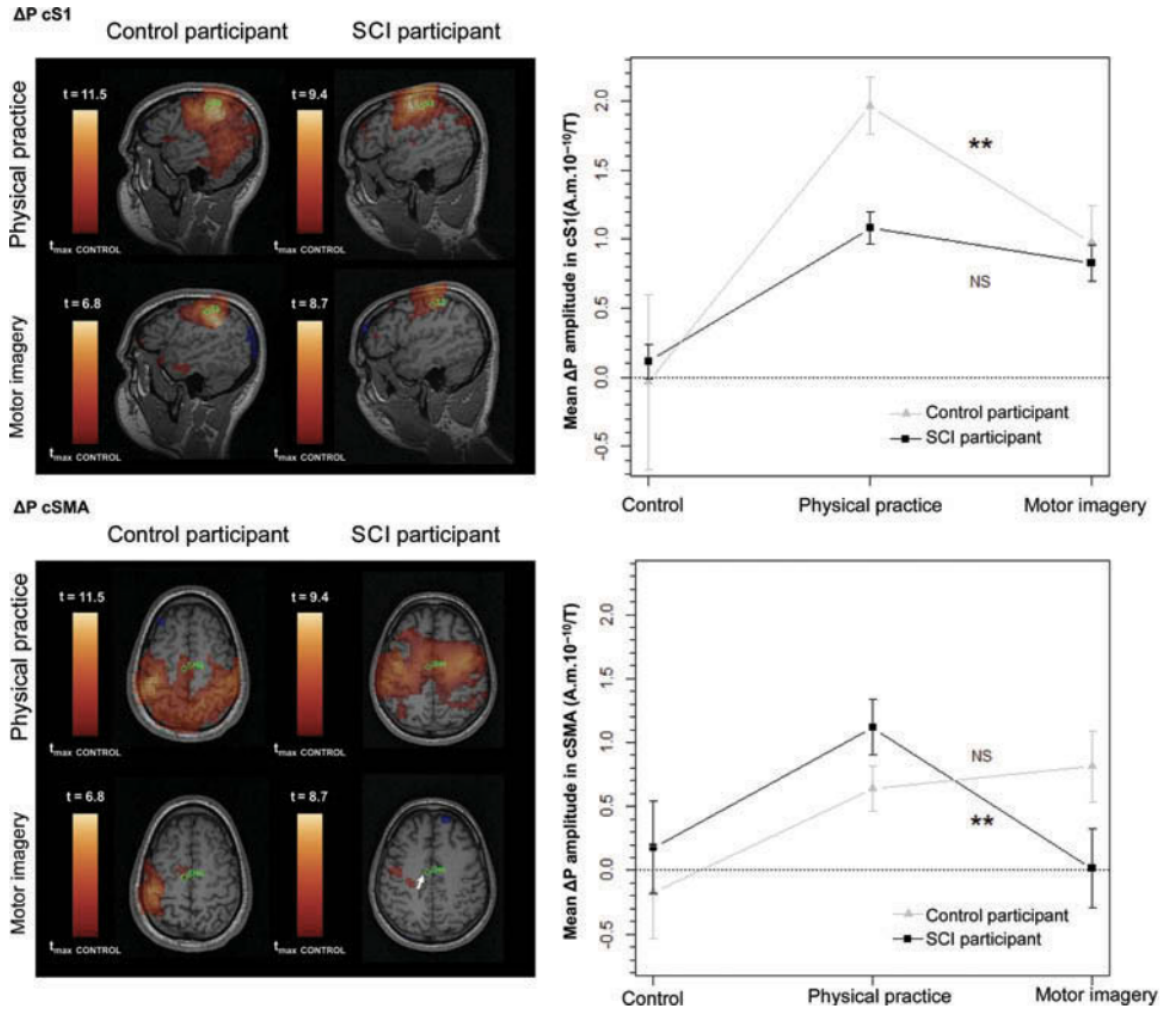 ΔP cS1
Control participant
SCI participant
Physical practice
t = 11.5
tmax CONTROL
t = 9.4
tmax CONTROL
Motor imagery
t = 6.8
tmax CONTROL
t = 8.7
tmax CONTROL
Mean ΔP amplitude in cS1(A.m.10⁻¹⁰/T)
2.0
1.5
1.0
0.5
0.0
-0.5
**
NS
Control participant
SCI participant
Control
Physical practice
Motor imagery
ΔP cSMA
Control participant
SCI participant
Physical practice
t = 11.5
tmax CONTROL
t = 9.4
tmax CONTROL
Motor imagery
t = 6.8
tmax CONTROL
t = 8.7
tmax CONTROL
Mean ΔP amplitude in cSMA (A.m.10⁻¹⁰/T)
2.0
1.5
1.0
0.5
0.0
-0.5
NS
**
Control participant
SCI participant
Control
Physical practice
Motor imagery